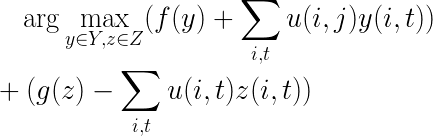 arg max_{y∈Y,z∈Z}(f(y) + ∑_{i,t} u(i,j)y(i,t))
+ (g(z) − ∑_{i,t} u(i,t)z(i,t))